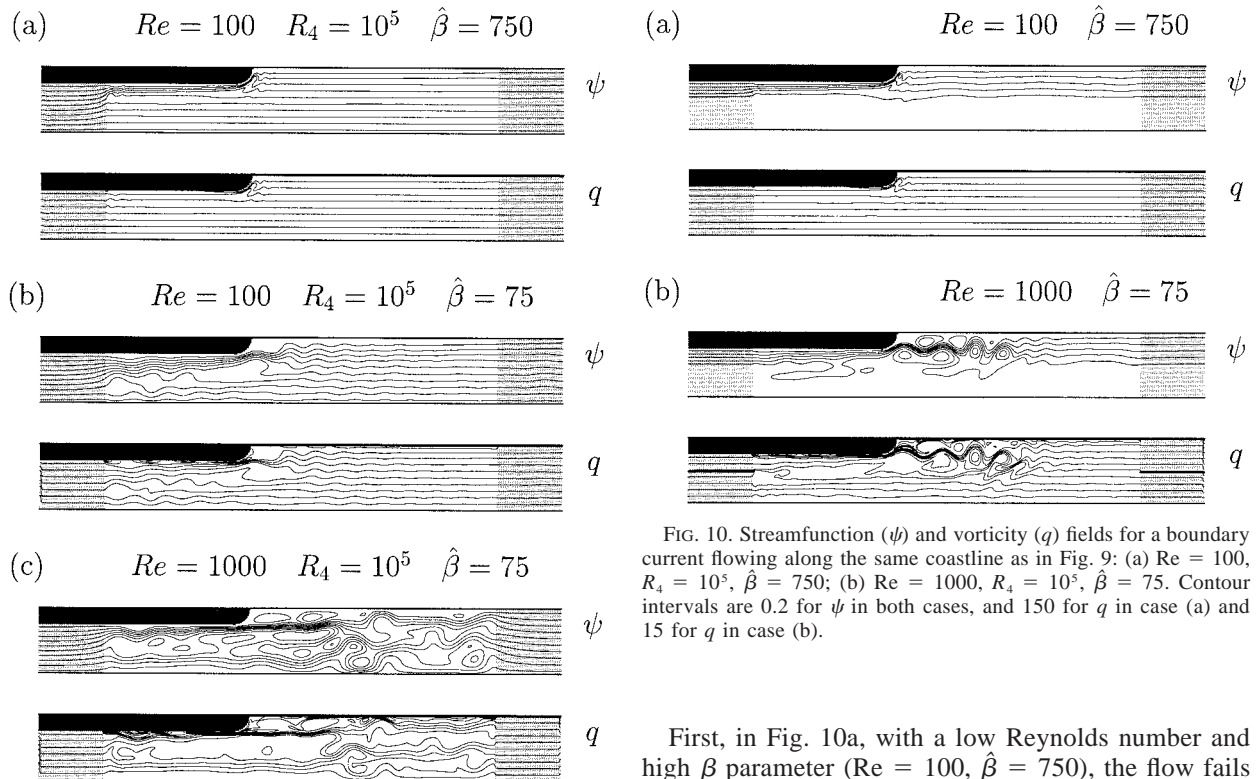 (a) Re = 100 R₄ = 10⁵ β̂ = 750
ψ
q
(b) Re = 100 R₄ = 10⁵ β̂ = 75
ψ
q
(c) Re = 1000 R₄ = 10⁵ β̂ = 75
ψ
q
(a) Re = 100 β̂ = 750
ψ
q
(b) Re = 1000 β̂ = 75
ψ
q
FIG. 10. Streamfunction (ψ) and vorticity (q) fields for a boundary
current flowing along the same coastline as in Fig. 9: (a) Re = 100,
R₄ = 10⁵, β̂ = 750; (b) Re = 1000, R₄ = 10⁵, β̂ = 75. Contour
intervals are 0.2 for ψ in both cases, and 150 for q in case (a) and
15 for q in case (b).
First, in Fig. 10a, with a low Reynolds number and
high β parameter (Re = 100, β̂ = 750), the flow fails